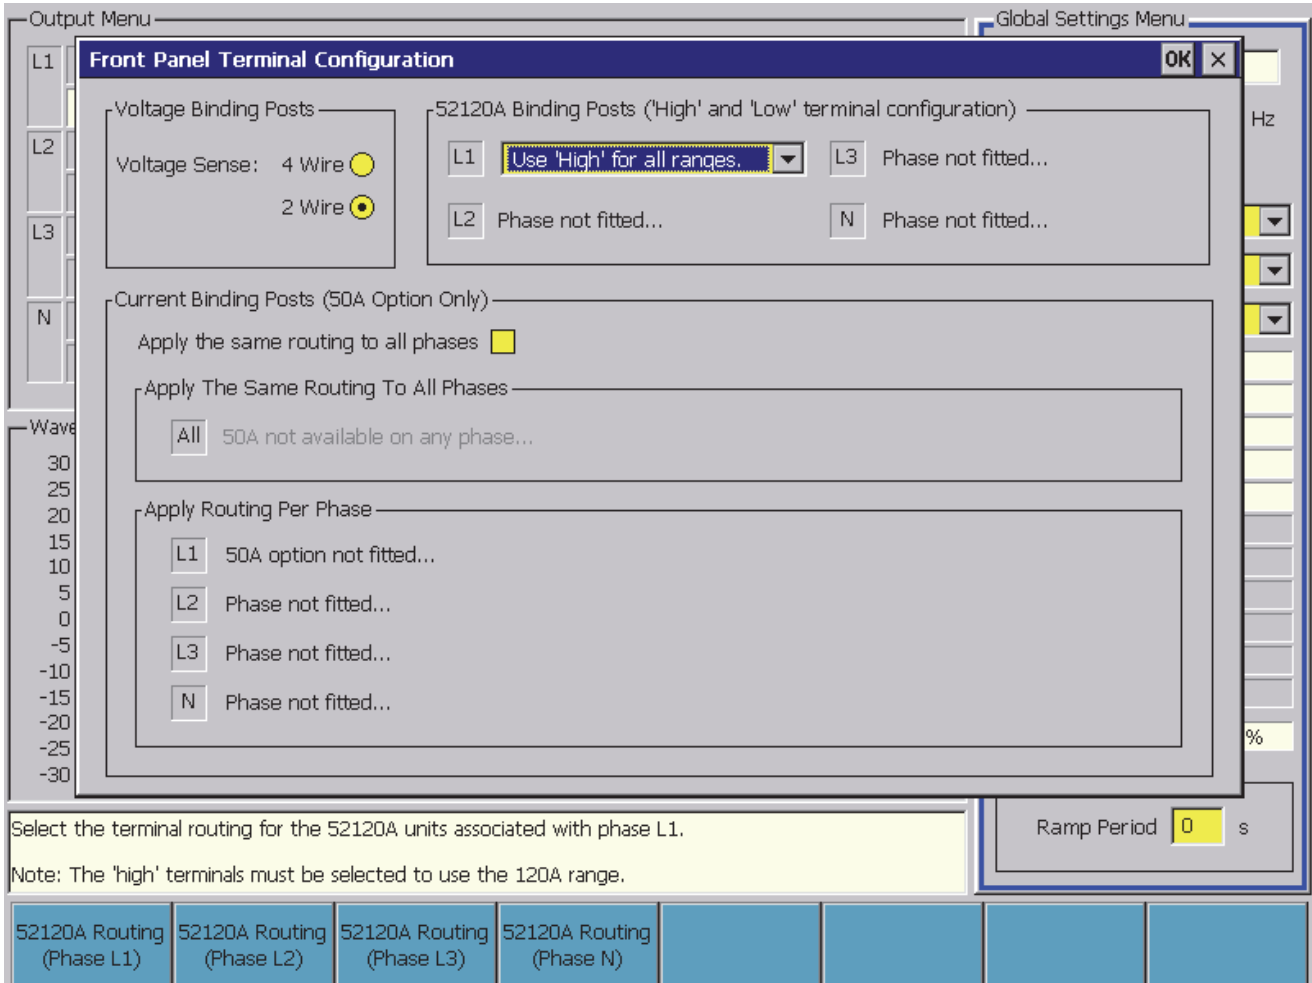 Output Menu
Global Settings Menu
L1
L2
L3
N
Front Panel Terminal Configuration
OK
Hz
Voltage Binding Posts
Voltage Sense: 4 Wire
2 Wire
52120A Binding Posts ('High' and 'Low' terminal configuration)
L1 Use 'High' for all ranges.
L3 Phase not fitted...
L2 Phase not fitted...
N Phase not fitted...
Current Binding Posts (50A Option Only)
Apply the same routing to all phases
Apply The Same Routing To All Phases
All 50A not available on any phase...
Apply Routing Per Phase
L1 50A option not fitted...
L2 Phase not fitted...
L3 Phase not fitted...
N Phase not fitted...
Wave
30
25
20
15
10
5
0
-5
-10
-15
-20
-25
-30
%
Ramp Period 0 s
Select the terminal routing for the 52120A units associated with phase L1.
Note: The 'high' terminals must be selected to use the 120A range.
52120A Routing
(Phase L1)
52120A Routing
(Phase L2)
52120A Routing
(Phase L3)
52120A Routing
(Phase N)